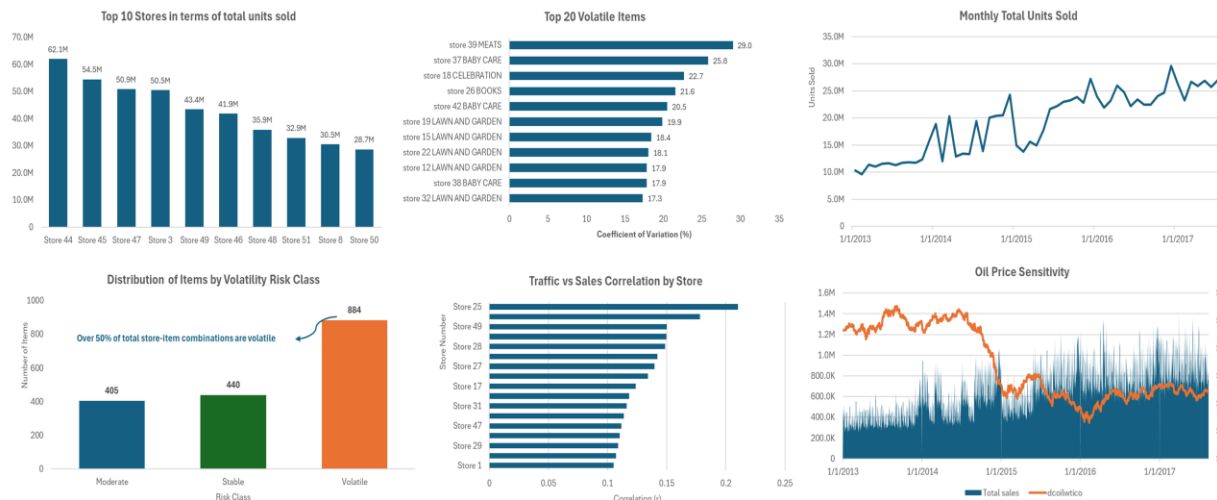 Top 10 Stores in terms of total units sold
70.0M
60.0M
50.0M
40.0M
30.0M
20.0M
10.0M
0
62.1M
54.5M
50.9M
50.5M
43.4M
41.9M
35.9M
32.9M
30.5M
28.7M
Store 44 Store 45 Store 47 Store 3 Store 49 Store 46 Store 48 Store 51 Store 8 Store 50
Top 20 Volatile Items
store 39 MEATS 29.0
store 37 BABY CARE 25.8
store 18 CELEBRATION 22.7
store 26 BOOKS 21.6
store 42 BABY CARE 20.5
store 19 LAWN AND GARDEN 19.9
store 15 LAWN AND GARDEN 18.4
store 22 LAWN AND GARDEN 18.1
store 12 LAWN AND GARDEN 17.9
store 38 BABY CARE 17.9
store 32 LAWN AND GARDEN 17.3
0 5 10 15 20 25 30 35
Coefficient of Variation (%)
Monthly Total Units Sold
Units Sold
35.0M
30.0M
25.0M
20.0M
15.0M
10.0M
5.0M
0
1/1/2013 1/1/2014 1/1/2015 1/1/2016 1/1/2017
Distribution of Items by Volatility Risk Class
Number of Items
1000
800
600
400
200
0
884
Over 50% of total store-item combinations are volatile
405
440
Moderate Stable Volatile
Risk Class
Traffic vs Sales Correlation by Store
Store Number
Store 25
Store 49
Store 28
Store 27
Store 17
Store 31
Store 47
Store 29
Store 1
0 0.05 0.1 0.15 0.2 0.25
Correlation (r)
Oil Price Sensitivity
1.6M
1.4M
1.2M
1.0M
800.0K
600.0K
400.0K
200.0K
0
1/1/2013 1/1/2014 1/1/2015 1/1/2016 1/1/2017
Total sales dcoilwtico